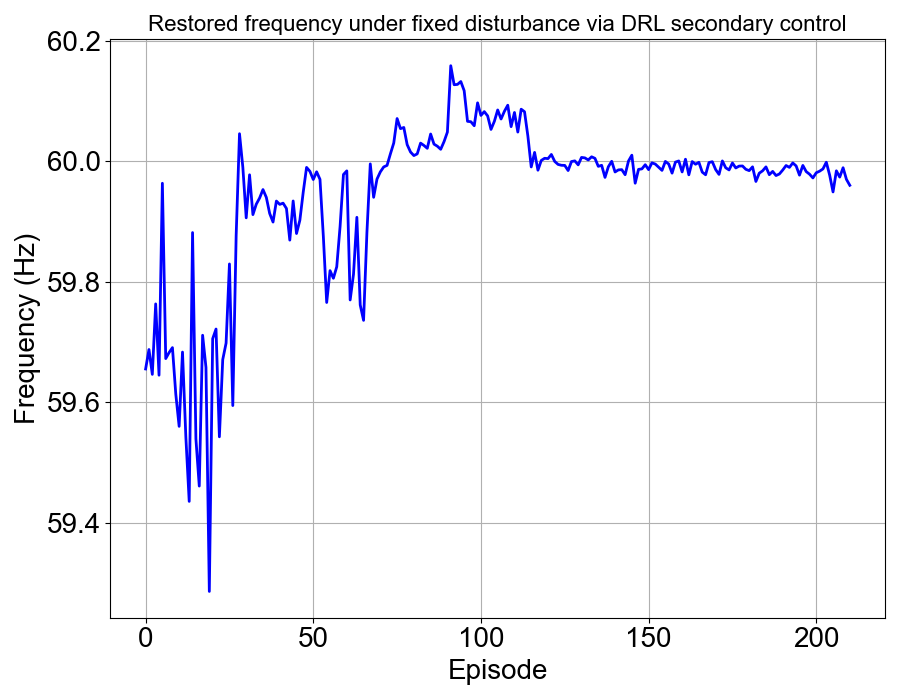 Restored frequency under fixed disturbance via DRL secondary control
60.2
60.0
59.8
59.6
59.4
Frequency (Hz)
0 50 100 150 200
Episode